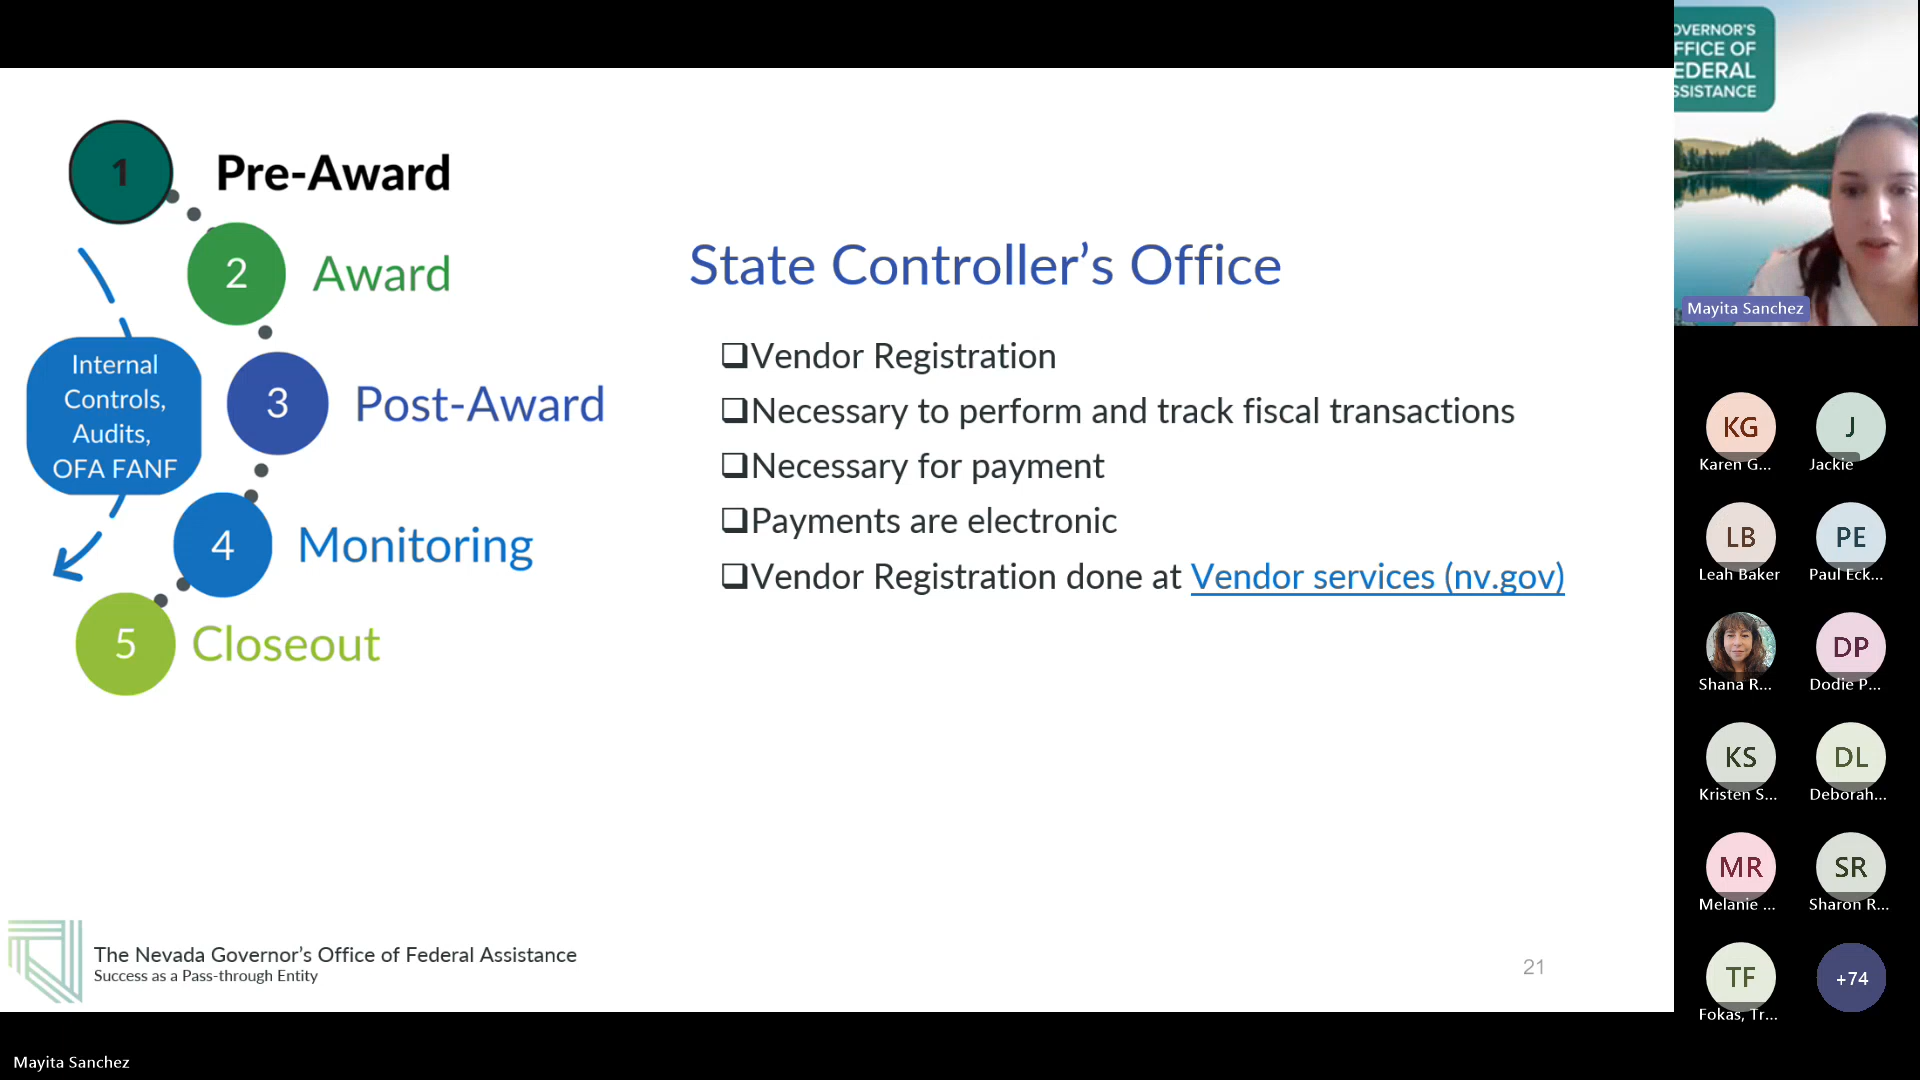 1
Pre-Award
2
Award
3
Post-Award
Internal
Controls,
Audits,
OFA FANF
4
Monitoring
5
Closeout
State Controller’s Office
Vendor Registration
Necessary to perform and track fiscal transactions
Necessary for payment
Payments are electronic
Vendor Registration done at Vendor services (nv.gov)
The Nevada Governor’s Office of Federal Assistance
Success as a Pass-through Entity
21
OVERNOR'S
FFICE OF
EDERAL
SSISTANCE
Mayita Sanchez
KG
Karen G...
J
Jackie
LB
Leah Baker
PE
Paul Eck...
Shana R...
DP
Dodie P...
KS
Kristen S...
DL
Deborah...
MR
Melanie ...
SR
Sharon R...
TF
Fokas, Tr...
+74
Mayita Sanchez